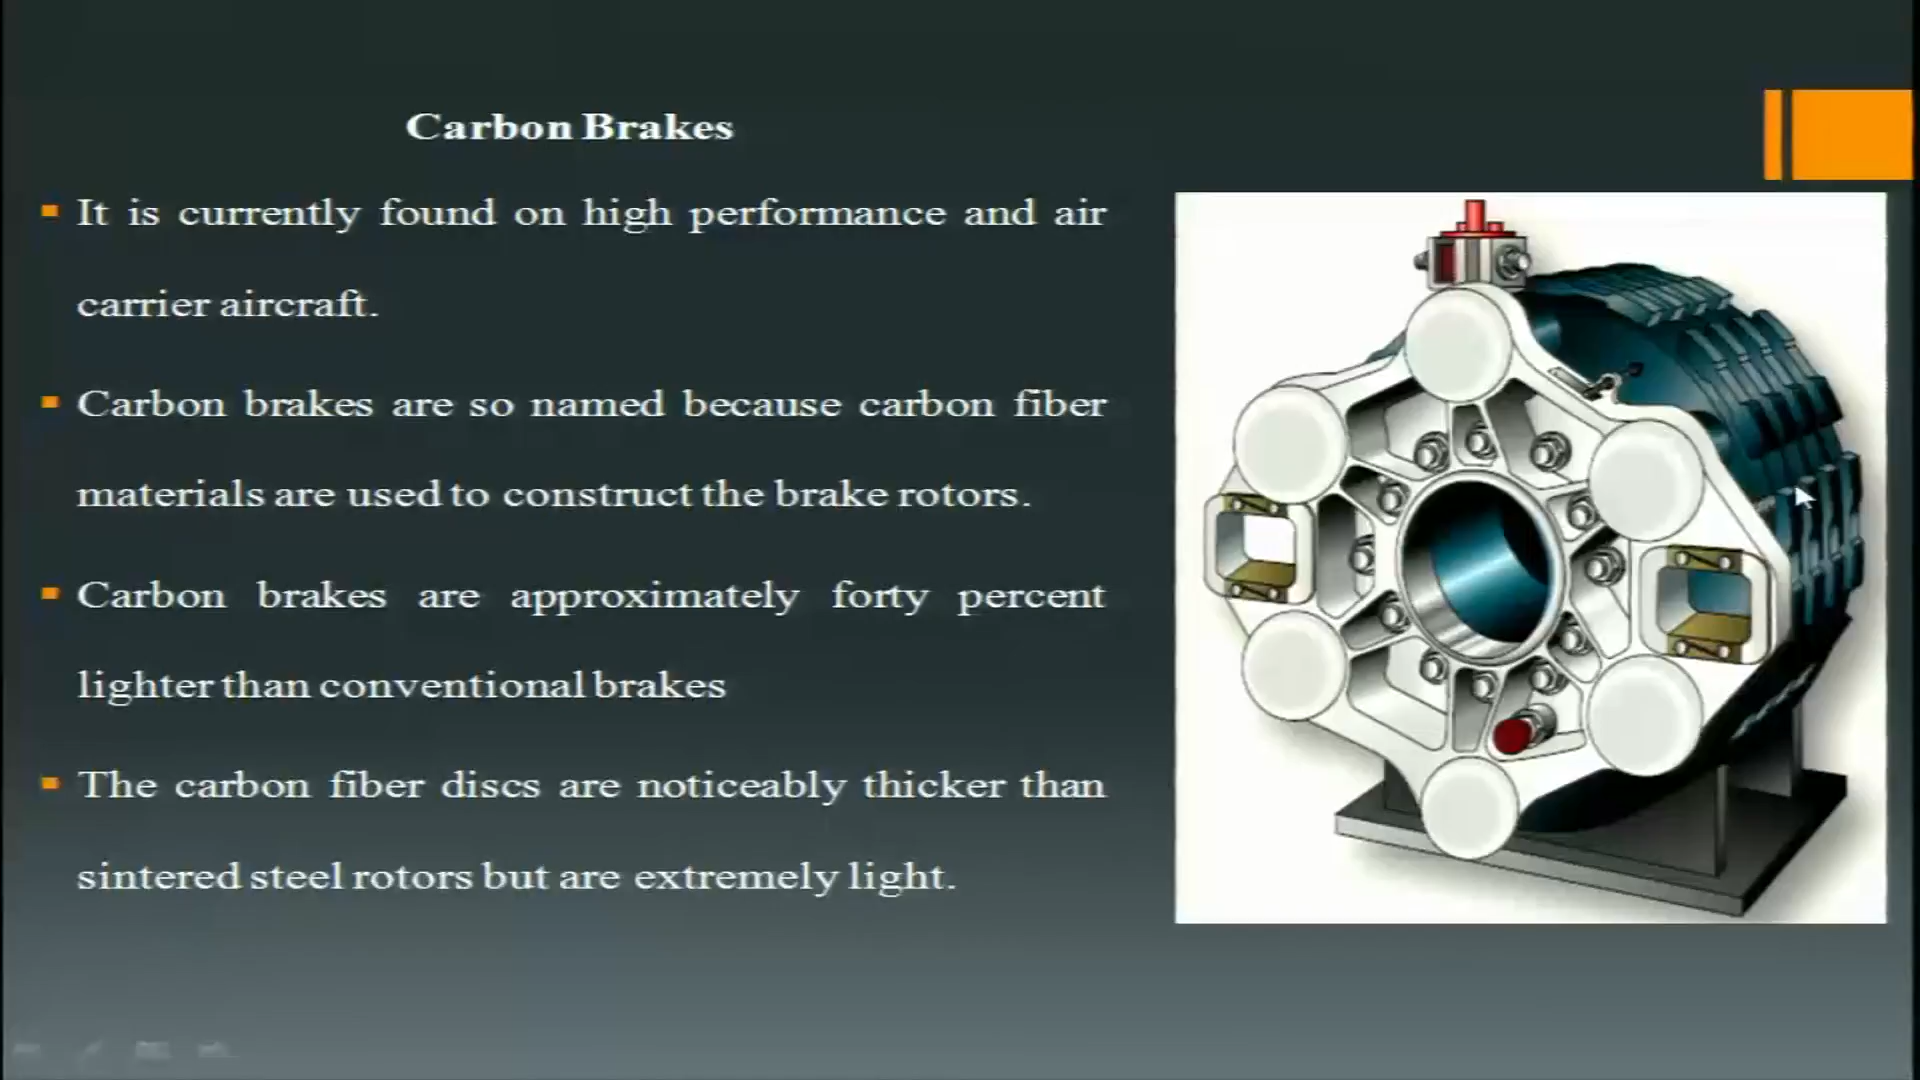 Carbon Brakes
It is currently found on high performance and air
carrier aircraft.
Carbon brakes are so named because carbon fiber
materials are used to construct the brake rotors.
Carbon brakes are approximately forty percent
lighter than conventional brakes
The carbon fiber discs are noticeably thicker than
sintered steel rotors but are extremely light.